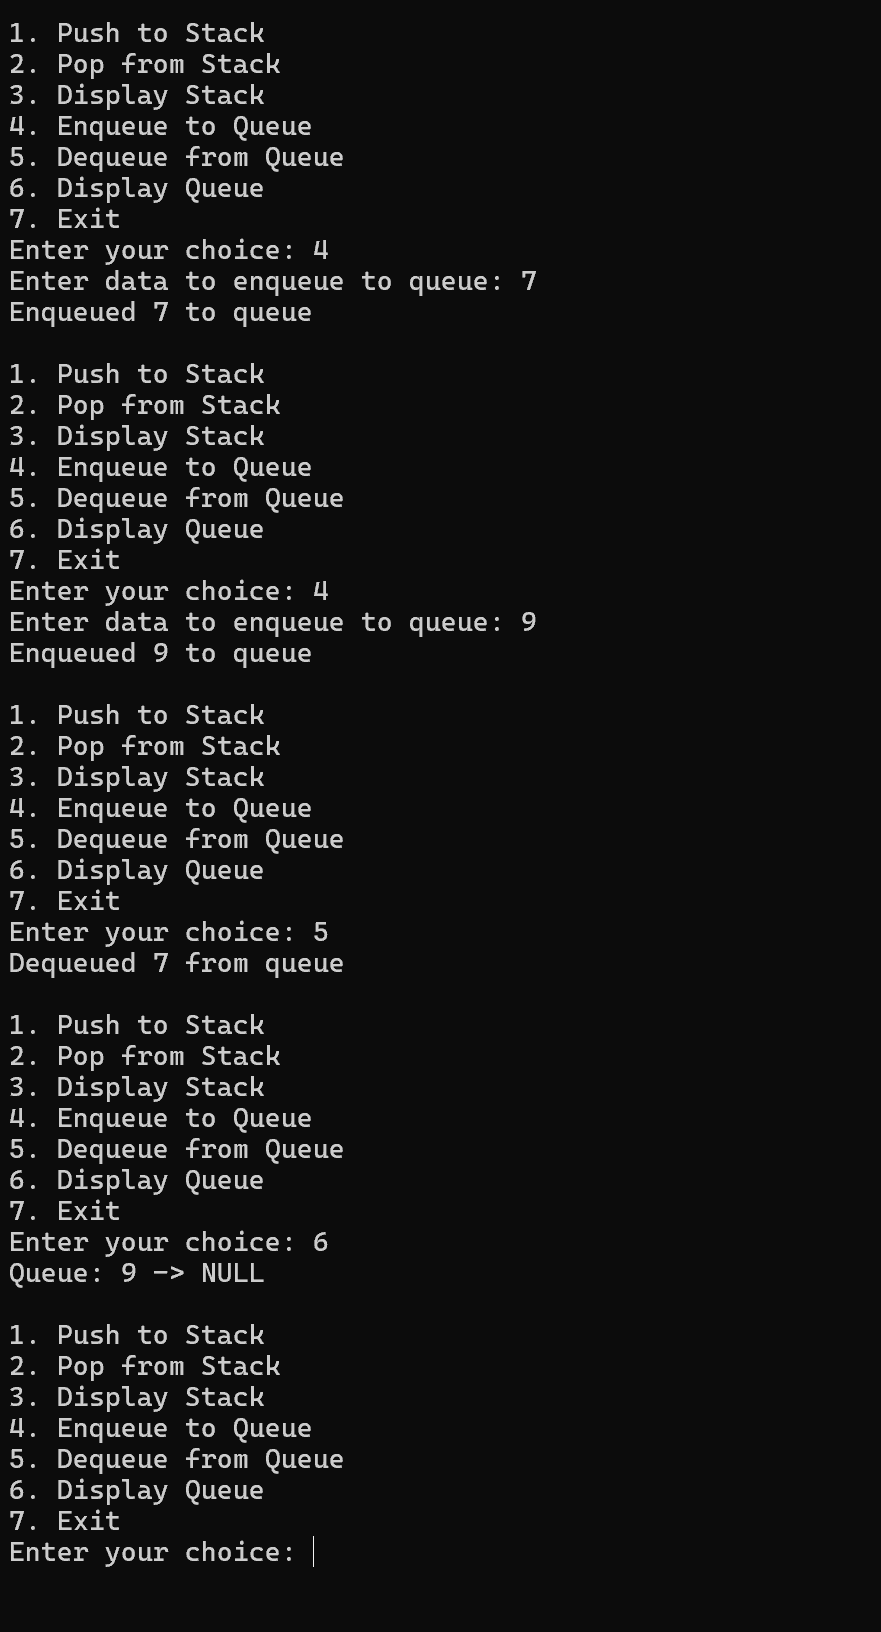 1. Push to Stack
2. Pop from Stack
3. Display Stack
4. Enqueue to Queue
5. Dequeue from Queue
6. Display Queue
7. Exit
Enter your choice: 4
Enter data to enqueue to queue: 7
Enqueued 7 to queue

1. Push to Stack
2. Pop from Stack
3. Display Stack
4. Enqueue to Queue
5. Dequeue from Queue
6. Display Queue
7. Exit
Enter your choice: 4
Enter data to enqueue to queue: 9
Enqueued 9 to queue

1. Push to Stack
2. Pop from Stack
3. Display Stack
4. Enqueue to Queue
5. Dequeue from Queue
6. Display Queue
7. Exit
Enter your choice: 5
Dequeued 7 from queue

1. Push to Stack
2. Pop from Stack
3. Display Stack
4. Enqueue to Queue
5. Dequeue from Queue
6. Display Queue
7. Exit
Enter your choice: 6
Queue: 9 -> NULL

1. Push to Stack
2. Pop from Stack
3. Display Stack
4. Enqueue to Queue
5. Dequeue from Queue
6. Display Queue
7. Exit
Enter your choice: